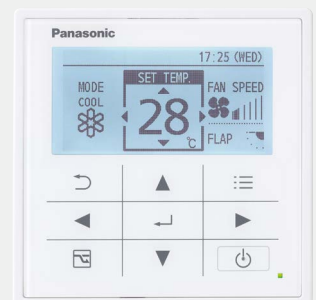 Panasonic
17:25 (WED)
MODE
COOL
SET TEMP.
28
℃
FAN SPEED
FLAP